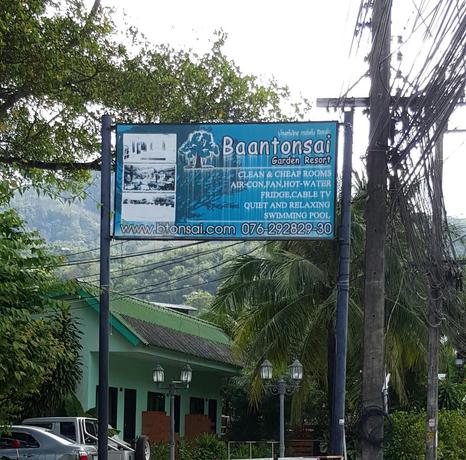 Baantonsai
Garden Resort
CLEAN & CHEAP ROOMS
AIR-CON,FAN,HOT-WATER
FRIDGE,CABLE TV
QUIET AND RELAXING
SWIMMING POOL
www.btonsai.com 076-292829-30